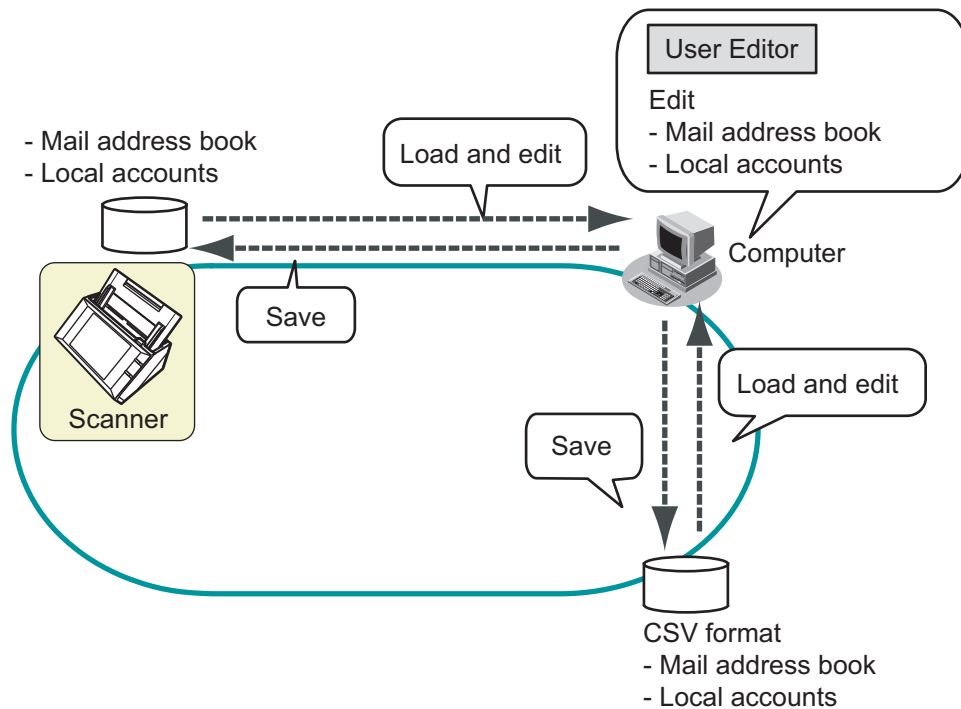 User Editor
Edit
- Mail address book
- Local accounts
- Mail address book
- Local accounts
Load and edit
Computer
Save
Scanner
Load and edit
Save
CSV format
- Mail address book
- Local accounts